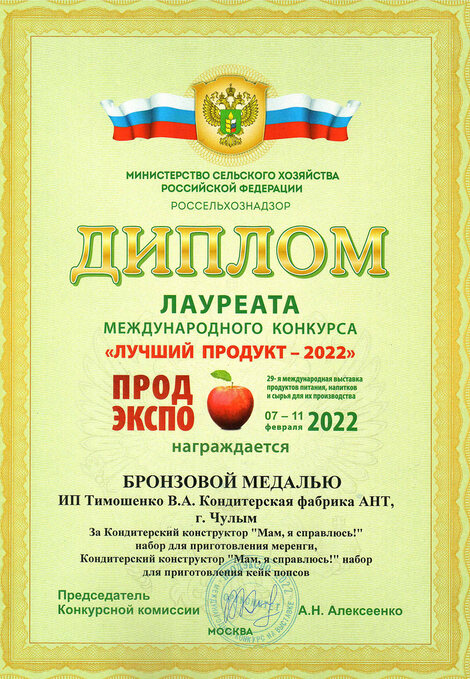 МИНИСТЕРСТВО СЕЛЬСКОГО ХОЗЯЙСТВА
РОССИЙСКОЙ ФЕДЕРАЦИИ
РОССЕЛЬХОЗНАДЗОР
ДИПЛОМ
ЛАУРЕАТА
МЕЖДУНАРОДНОГО КОНКУРСА
«ЛУЧШИЙ ПРОДУКТ – 2022»
ПРОД
ЭКСПО
29-я международная выставка
продуктов питания, напитков
и сырья для их производства
07 – 11
февраля 2022
награждается
БРОНЗОВОЙ МЕДАЛЬЮ
ИП Тимошенко В.А. Кондитерская фабрика АНТ,
г. Чулым
За Кондитерский конструктор "Мам, я справлюсь!"
набор для приготовления меренги,
Кондитерский конструктор "Мам, я справлюсь!" набор
для приготовления кейк попсов
Председатель
Конкурсной комиссии
А.Н. Алексеенко
МОСКВА